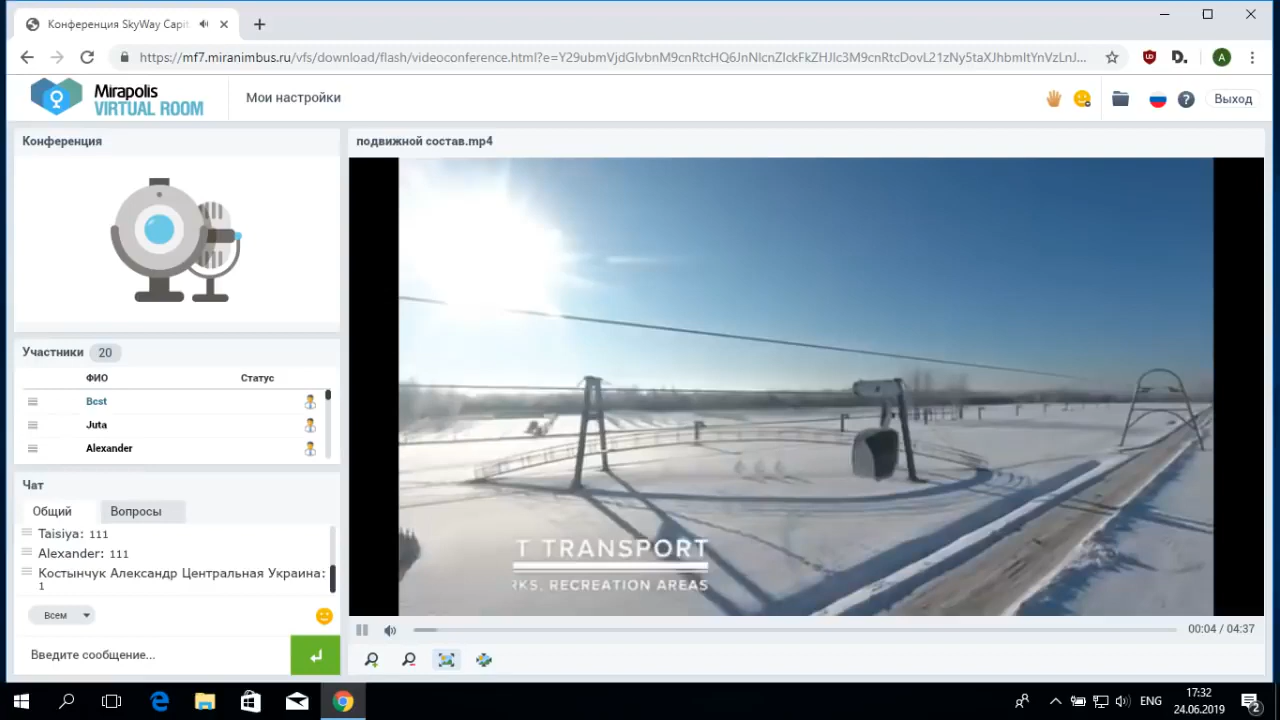 Конференция SkyWay Capit
https://mf7.miranimbus.ru/vfs/download/flash/videoconference.html?e=
Mirapolis
VIRTUAL ROOM
Мои настройки
Выход
Конференция
подвижной состав.mp4
Участники 20
ФИО Статус
Bcst
Juta
Alexander
Чат
Общий Вопросы
Taisiya: 111
Alexander: 111
Костынчук Александр Центральная Украина:
1
Всем
Введите сообщение...
T TRANSPORT
RKS, RECREATION AREAS
00:04 / 04:37
ENG
17:32
24.06.2019
2